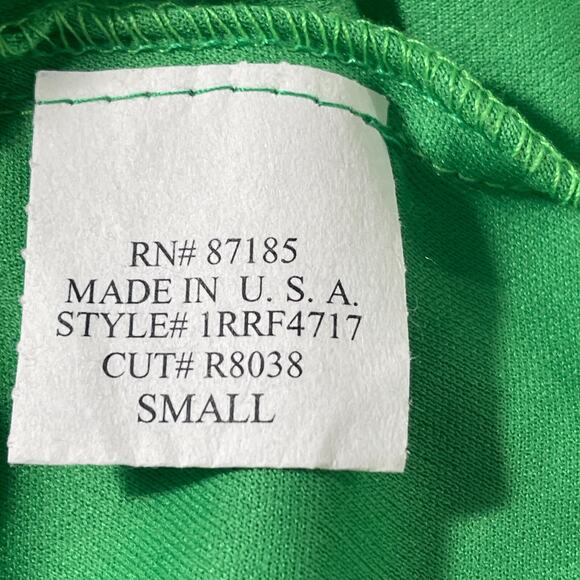 RN# 87185
MADE IN U. S. A.
STYLE# 1RRF4717
CUT# R8038
SMALL